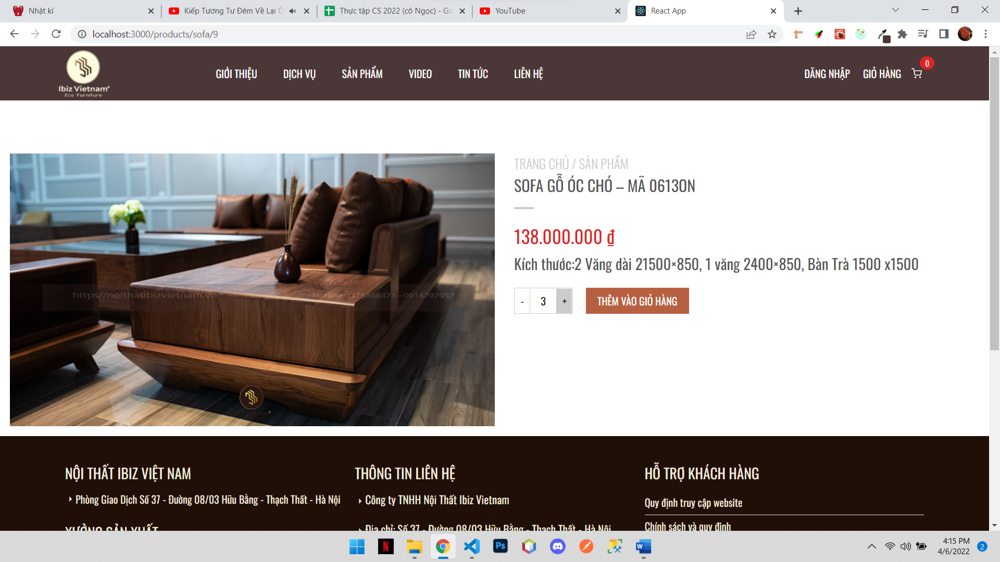 Nhật kí
Kiếp Tương Tư Đêm Về Lại Ô
Thực tập CS 2022 (cô Ngọc) - Go
YouTube
React App
localhost:3000/products/sofa/9
Ibiz Vietnam®
Eco Furniture
GIỚI THIỆU
DỊCH VỤ
SẢN PHẨM
VIDEO
TIN TỨC
LIÊN HỆ
ĐĂNG NHẬP
GIỎ HÀNG
0
TRANG CHỦ / SẢN PHẨM
SOFA GỖ ÓC CHÓ – MÃ 0613ON
138.000.000 ₫
Kích thước:2 Văng dài 21500×850, 1 văng 2400×850, Bàn Trà 1500 x1500
- 3 +
THÊM VÀO GIỎ HÀNG
https://noithatibizvietnam.vn
- 0914797957
NỘI THẤT IBIZ VIỆT NAM
Phòng Giao Dịch Số 37 - Đường 08/03 Hữu Bằng - Thạch Thất - Hà Nội
XƯỞNG SẢN XUẤT
THÔNG TIN LIÊN HỆ
Công ty TNHH Nội Thất Ibiz Vietnam
Địa chỉ: Số 37 - Đường 08/03 Hữu Bằng - Thạch Thất - Hà Nội
HỖ TRỢ KHÁCH HÀNG
Quy định truy cập website
Chính sách và quy định
N
Ps
W
4:15 PM
4/6/2022
2